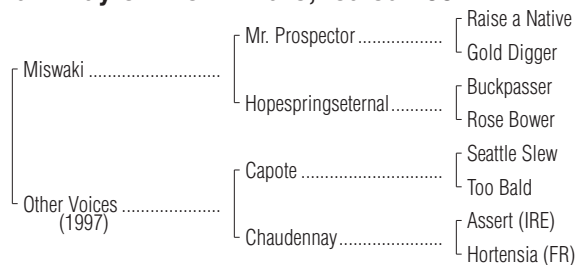 Raise a Native
Mr. Prospector ..................
Gold Digger
Miswaki ............................
Buckpasser
Hopespringseternal...........
Rose Bower
Seattle Slew
Capote ..............................
Too Bald
Other Voices .....................
(1997)
Assert (IRE)
Chaudennay......................
Hortensia (FR)